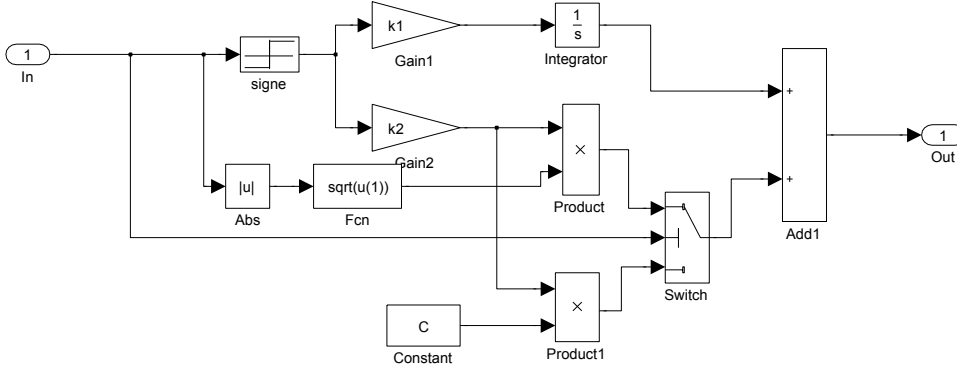 1
In
signe
k1
Gain1
1
s
Integrator
k2
Gain2
|u|
Abs
sqrt(u(1))
Fcn
×
Product
C
Constant
×
Product1
Switch
+
+
Add1
1
Out